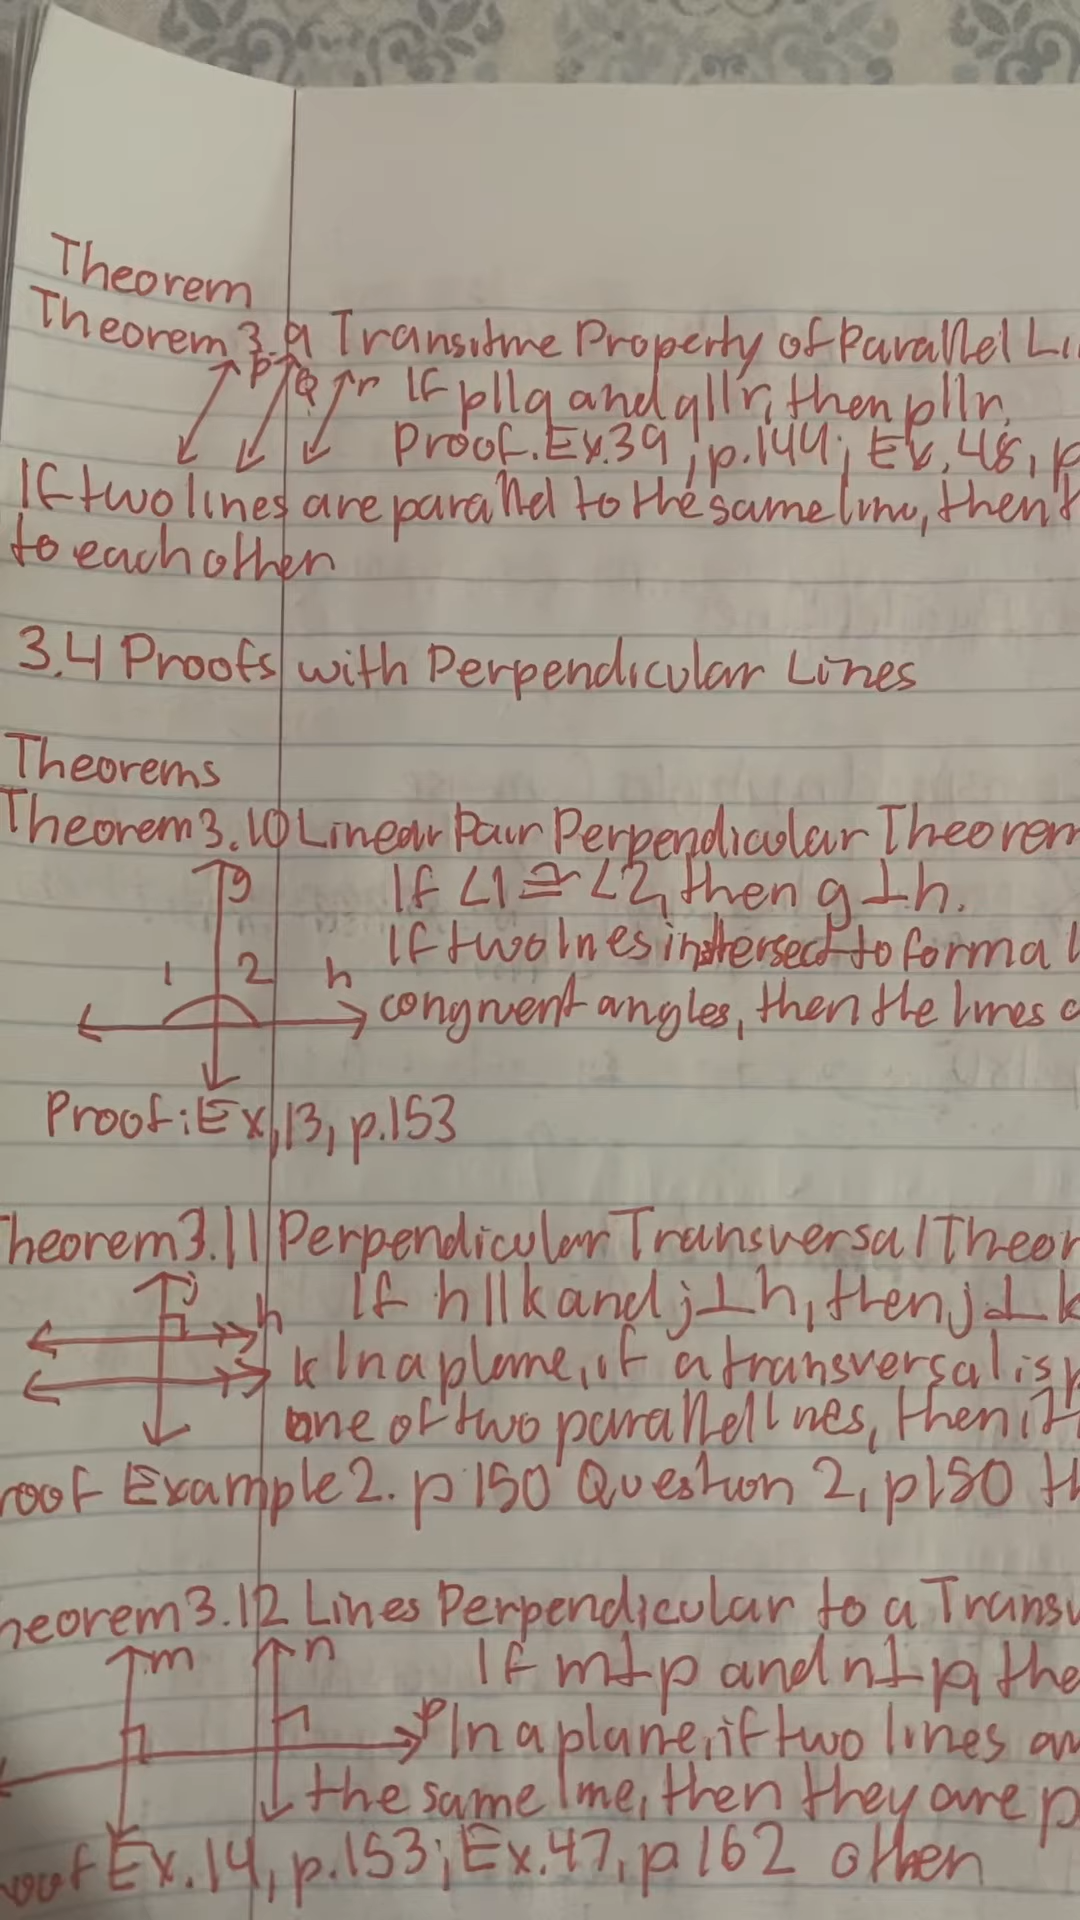 Theorem
Theorem 3.9 Transitive Property of Parallel Li
p Q r If p||q and q||r, then p||r.
Proof. Ex.39, p.144; Ex. 48, p
If two lines are parallel to the same line, then t
to each other
3.4 Proofs with Perpendicular Lines
Theorems
Theorem 3.10 Linear Pair Perpendicular Theorem
g If ∠1 ≅ ∠2, then g ⊥ h.
If two lines intersect to form a l
1 2 h
congruent angles, then the lines a
Proof: Ex, 13, p.153
Theorem 3.11 Perpendicular Transversal Theor
j If h || k and j ⊥ h, then j ⊥ k
h
k In a plane, if a transversal is p
one of two parallel lines, then it
roof Example 2. p 150 Question 2, p150 th
heorem 3.12 Lines Perpendicular to a Transv
m n If m ⊥ p and n ⊥ p, the
p In a plane, if two lines ar
the same line, then they are p
roof Ex. 14, p.153; Ex.47, p 162 other